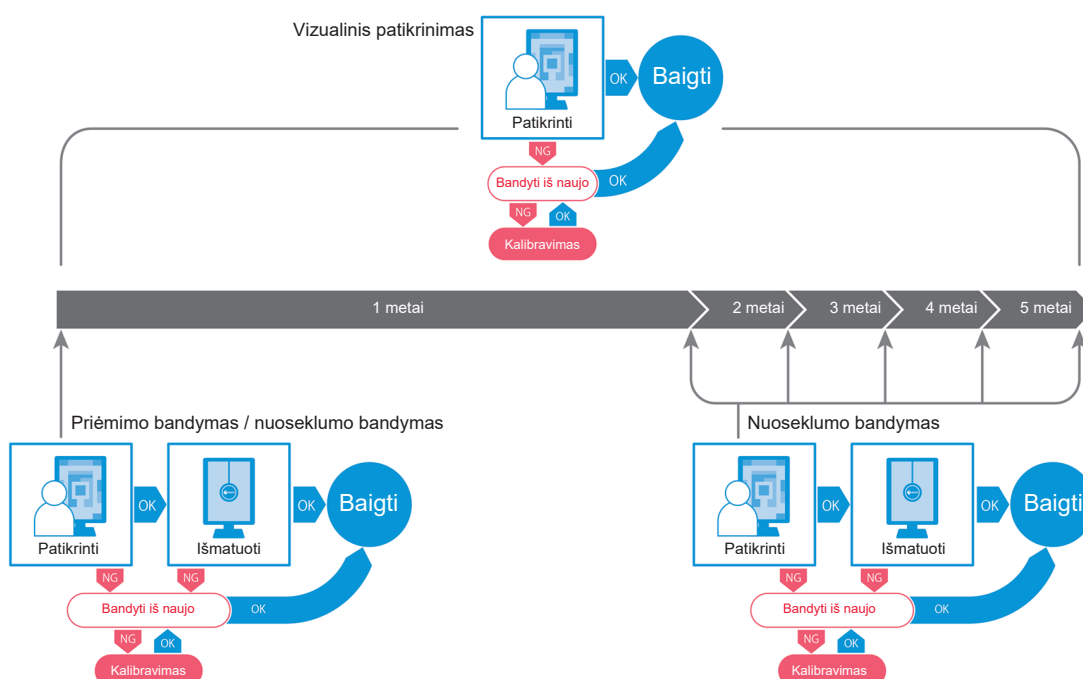 Vizualinis patikrinimas
Patikrinti
OK
Baigti
NG
Bandyti iš naujo
OK
NG
OK
Kalibravimas
1 metai
2 metai
3 metai
4 metai
5 metai
Priėmimo bandymas / nuoseklumo bandymas
Patikrinti
OK
Išmatuoti
OK
Baigti
NG
NG
Bandyti iš naujo
OK
NG
OK
Kalibravimas
Nuoseklumo bandymas
Patikrinti
OK
Išmatuoti
OK
Baigti
NG
NG
Bandyti iš naujo
OK
NG
OK
Kalibravimas